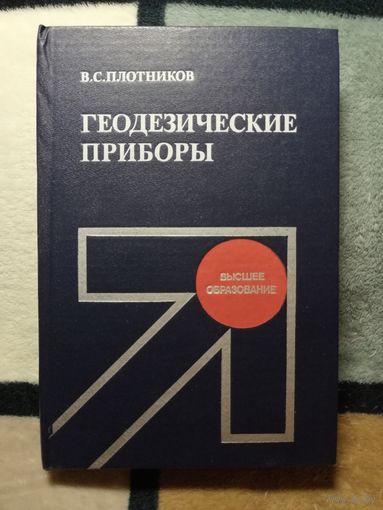 В.С.ПЛОТНИКОВ
ГЕОДЕЗИЧЕСКИЕ
ПРИБОРЫ
ВЫСШЕЕ
ОБРАЗОВАНИЕ